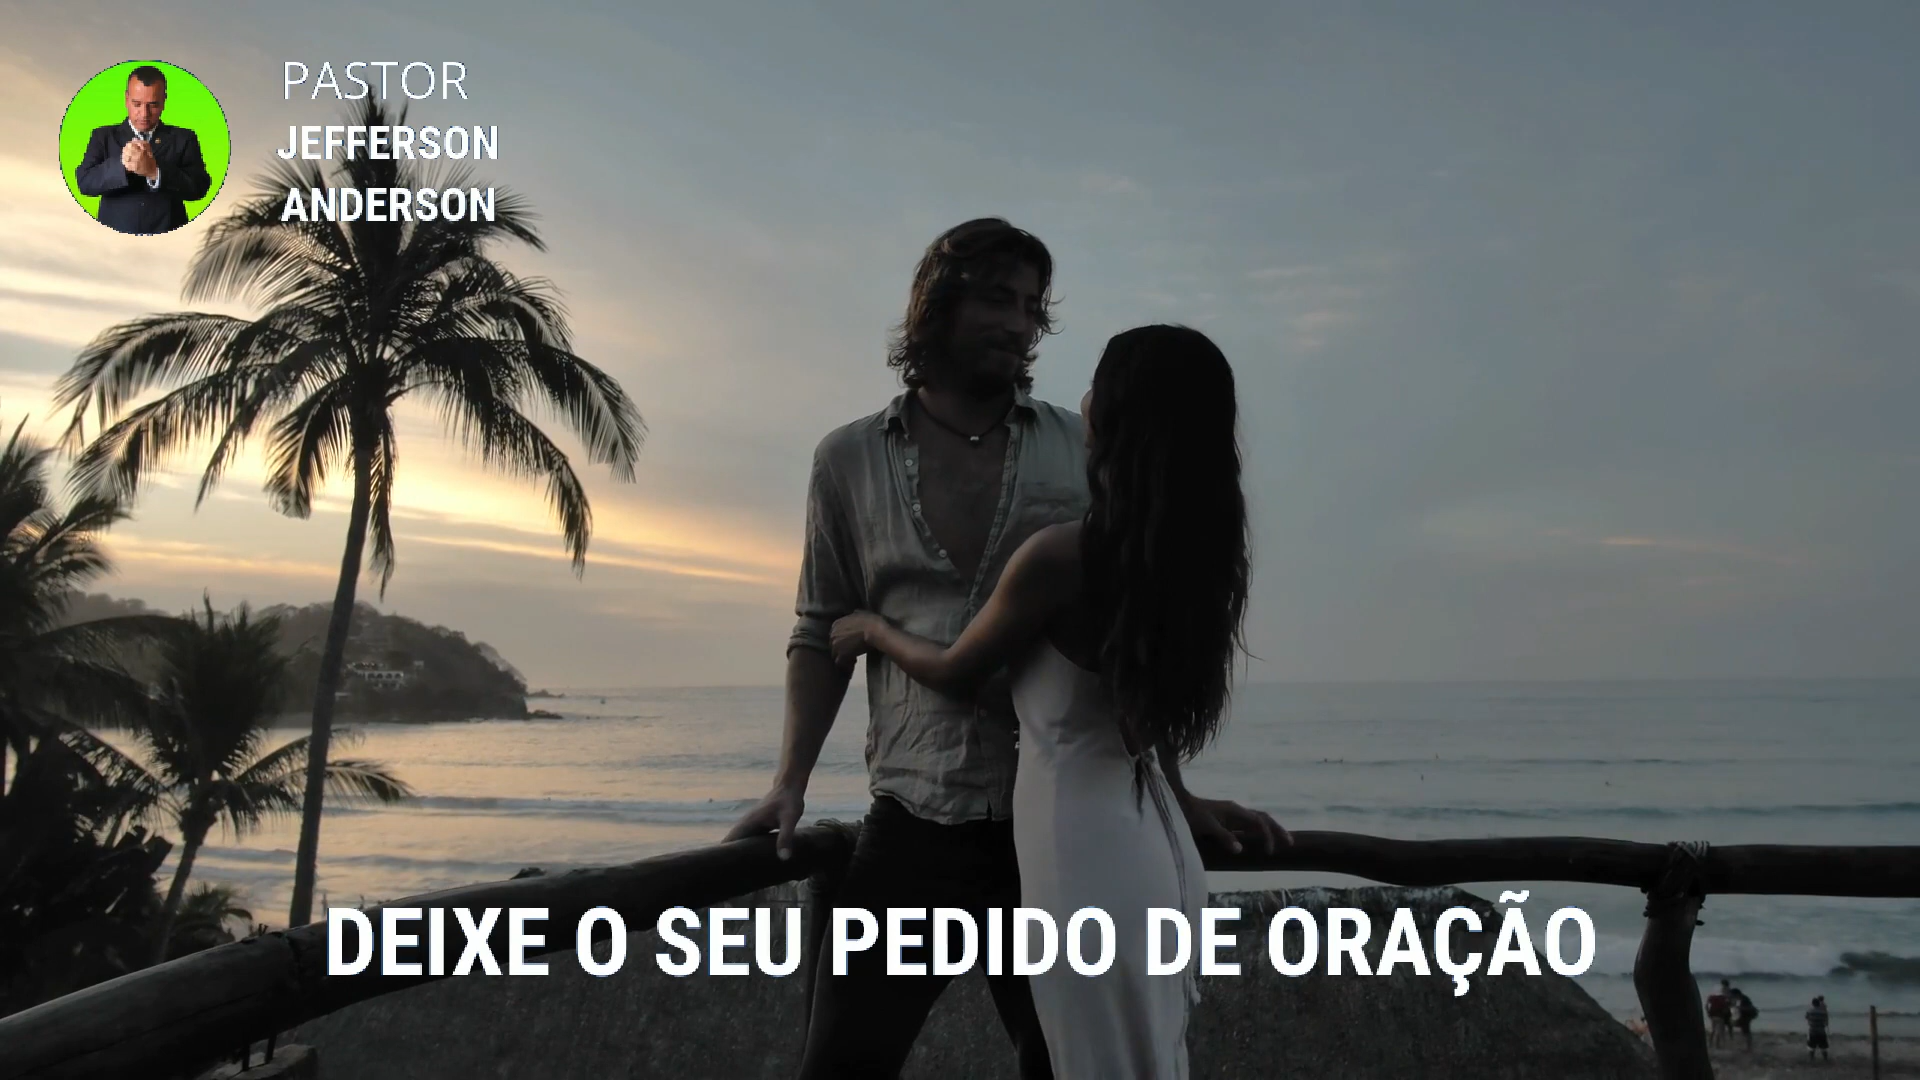 PASTOR
JEFFERSON
ANDERSON
DEIXE O SEU PEDIDO DE ORAÇÃO